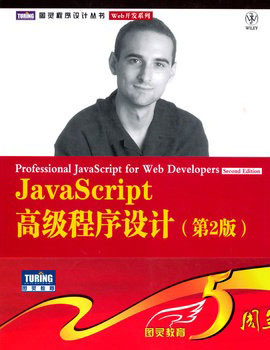 TURING 图灵程序设计丛书 Web开发系列
WILEY
Professional JavaScript for Web Developers Second Edition
JavaScript
高级程序设计(第2版)
TURING
图灵教育
图灵教育
5
周